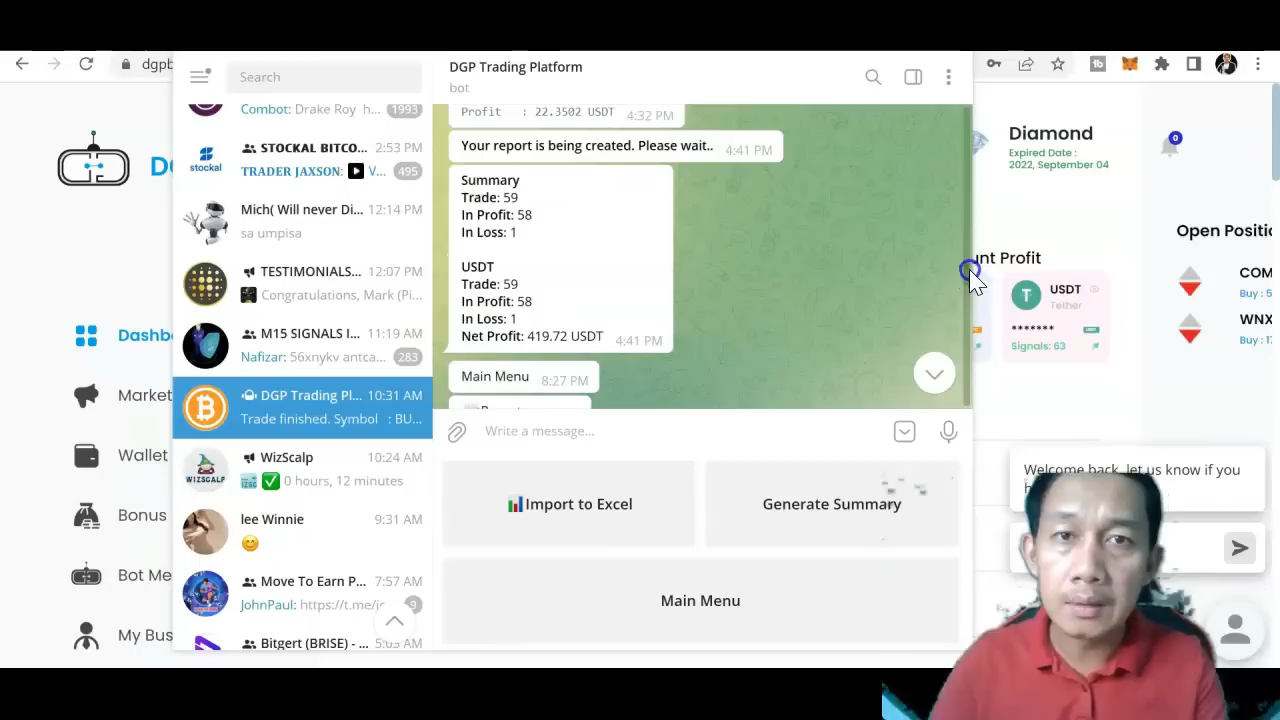 dgpb
Search
DGP Trading Platform
bot
Combot: Drake Roy h...
1993
STOCKAL BITCO...
2:53 PM
stockal
TRADER JAXSON: V...
495
Mich( Will never Di...
12:14 PM
sa umpisa
TESTIMONIALS...
12:07 PM
Congratulations, Mark (Pi...
M15 SIGNALS I...
11:19 AM
Nafizar: 56xnykv antca...
283
DGP Trading Pl...
10:31 AM
Trade finished. Symbol : BU...
WizScalp
10:24 AM
WIZSCALP
0 hours, 12 minutes
lee Winnie
9:31 AM
Move To Earn P...
7:57 AM
JohnPaul: https://t.me/jc
9
Bitgert (BRISE) - ...
5:03 AM
Profit : 22.3502 USDT
4:32 PM
Your report is being created. Please wait..
4:41 PM
Summary
Trade: 59
In Profit: 58
In Loss: 1
USDT
Trade: 59
In Profit: 58
In Loss: 1
Net Profit: 419.72 USDT
4:41 PM
Main Menu
8:27 PM
Write a message...
Import to Excel
Generate Summary
Main Menu
D
Dashb
Market
Wallet
Bonus
Bot Me
My Bus
Diamond
Expired Date :
2022, September 04
0
Open Positic
unt Profit
USDT
Tether
*******
Signals: 63
COM
Buy : 5
WNX
Buy : 17
Welcome back, let us know if you